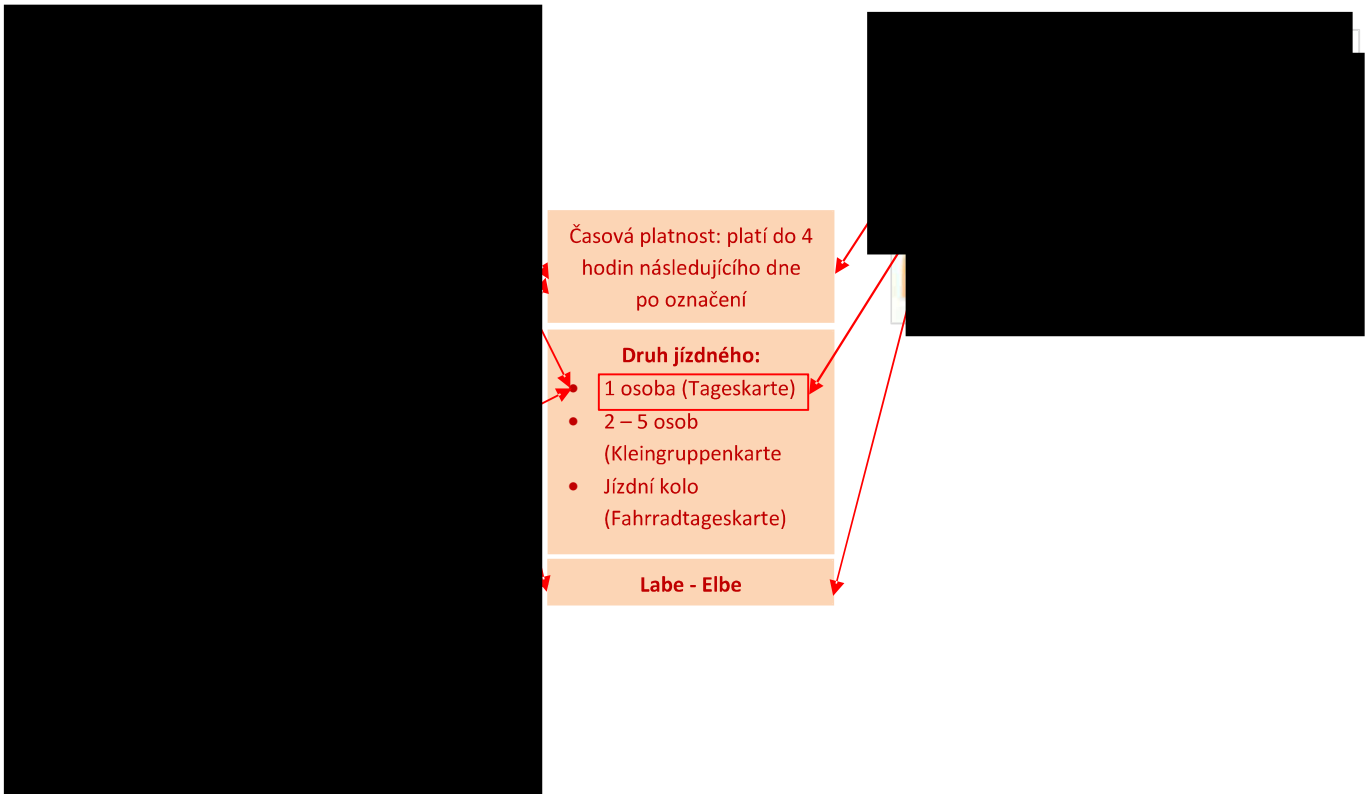 Časová platnost: platí do 4
hodin následujícího dne
po označení
Druh jízdného:
• 1 osoba (Tageskarte)
• 2 – 5 osob
(Kleingruppenkarte
• Jízdní kolo
(Fahrradtageskarte)
Labe - Elbe